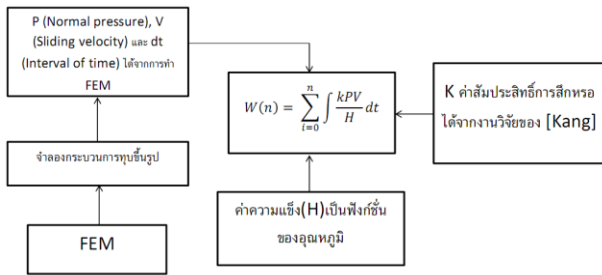 P (Normal pressure), V
(Sliding velocity) และ dt
(Interval of time) ได้จากการทำ
FEM
W(n) = \sum_{i=0}^{n} \int \frac{kPV}{H} dt
K ค่าสัมประสิทธิ์การสึกหรอ
ได้จากงานวิจัยของ [Kang]
จำลองกระบวนการทุบขึ้นรูป
ค่าความแข็ง(H)เป็นฟังก์ชั่น
ของอุณหภูมิ
FEM